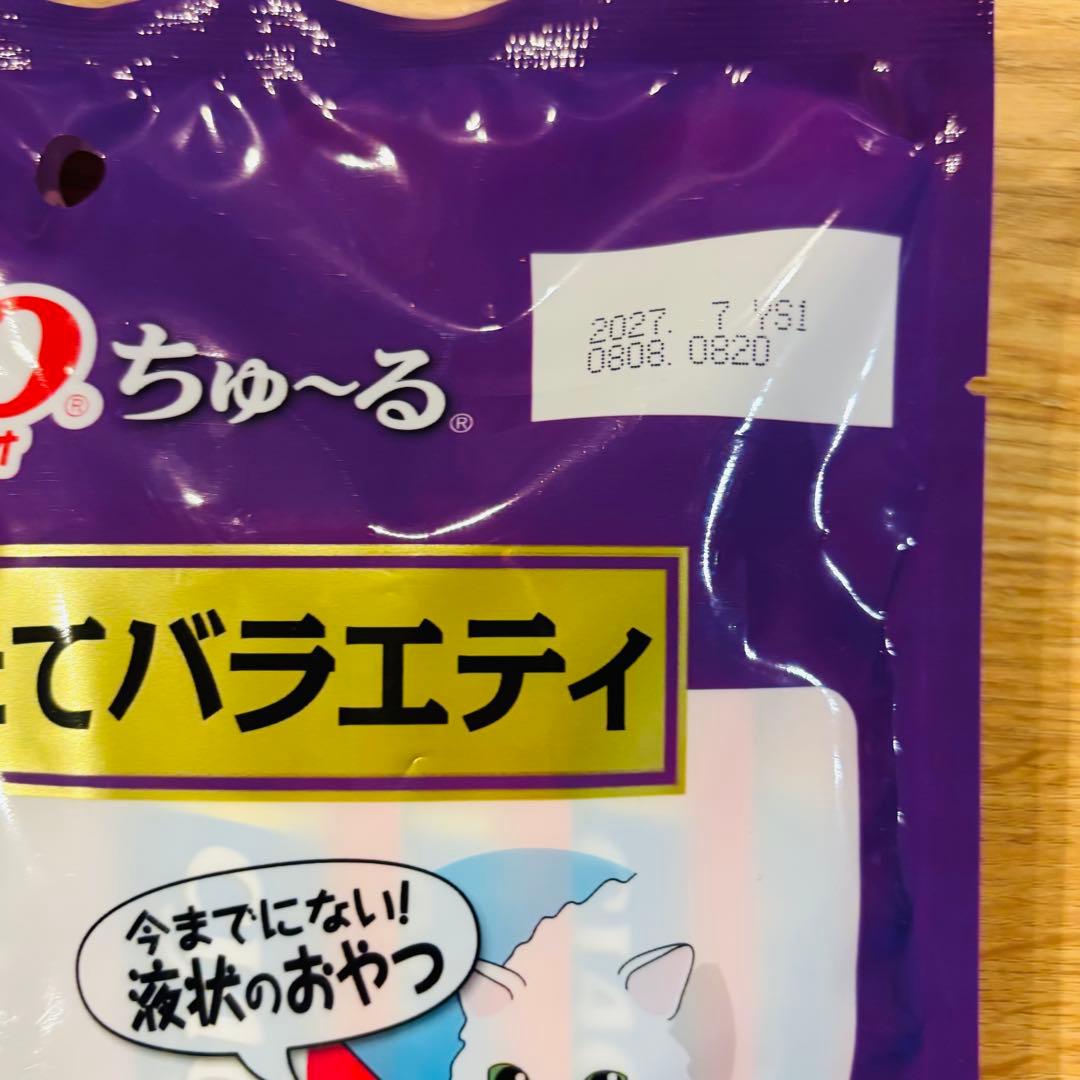 ちゅ～る®
2027. 7 YS1
0808. 0820
てバラエティ
今までにない!
液状のおやつ